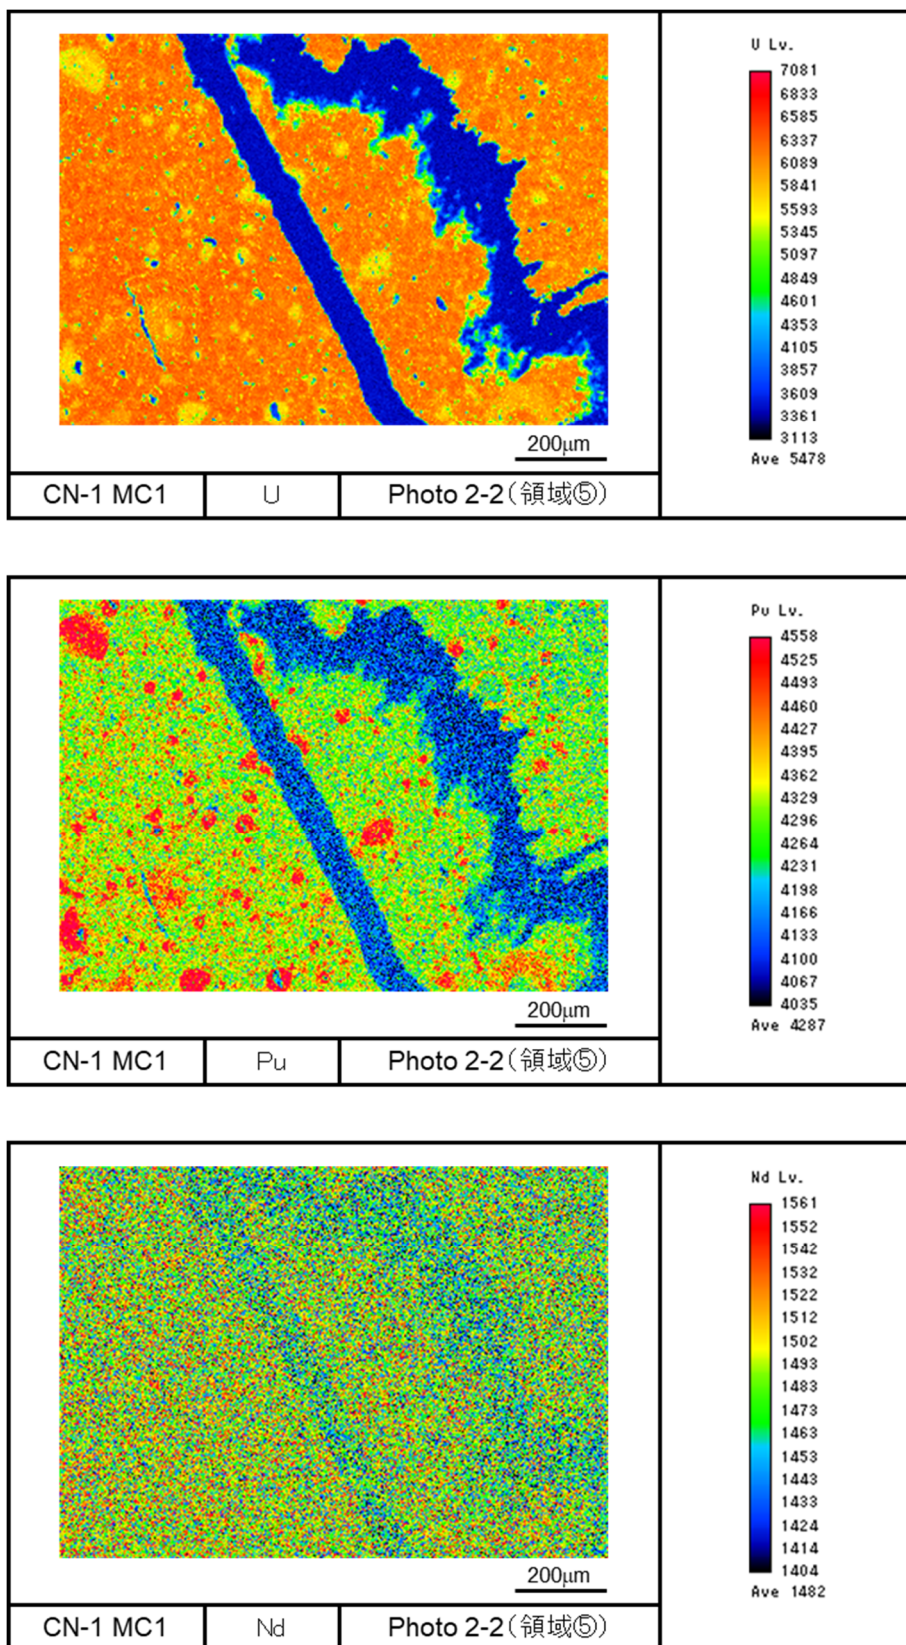 U Lv.
7081
6833
6585
6337
6089
5841
5593
5345
5097
4849
4601
4353
4105
3857
3609
3361
3113
Ave 5478
200μm
CN-1 MC1
U
Photo 2-2(領域⑤)
Pu Lv.
4558
4525
4493
4460
4427
4395
4362
4329
4296
4264
4231
4198
4166
4133
4100
4067
4035
Ave 4287
200μm
CN-1 MC1
Pu
Photo 2-2(領域⑤)
Nd Lv.
1561
1552
1542
1532
1522
1512
1502
1493
1483
1473
1463
1453
1443
1433
1424
1414
1404
Ave 1482
200μm
CN-1 MC1
Nd
Photo 2-2(領域⑤)